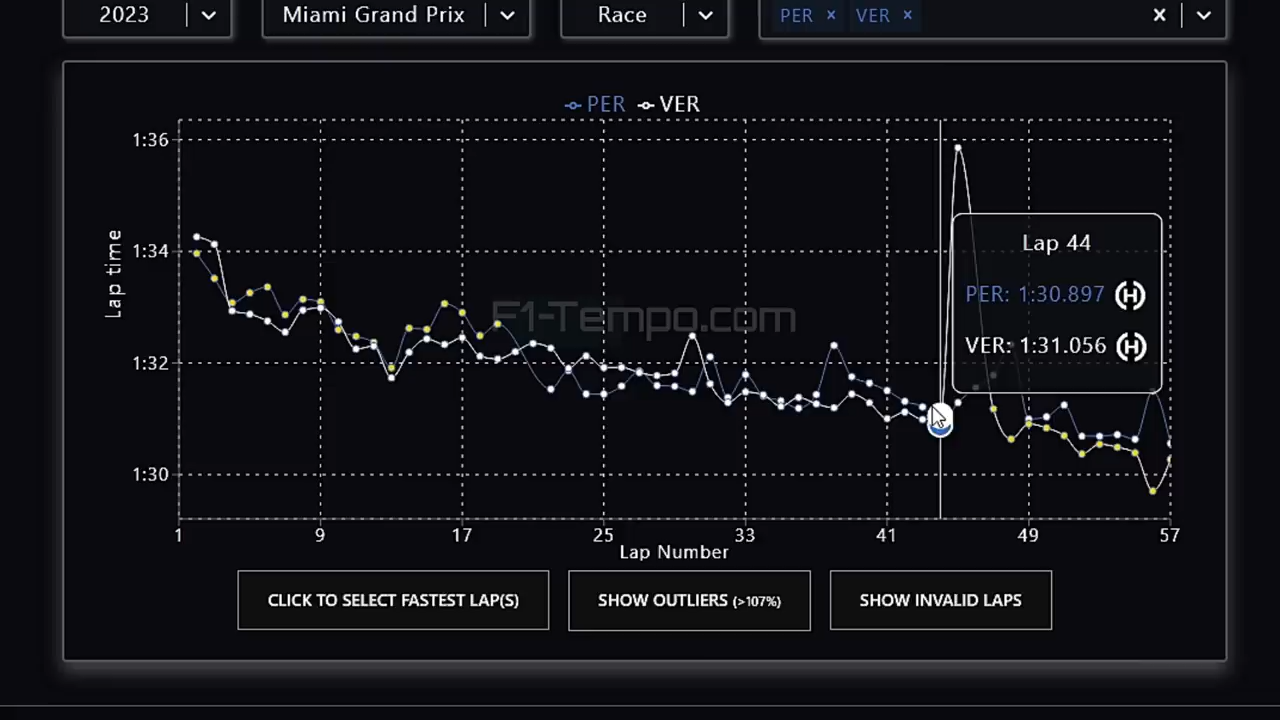 2023 Miami Grand Prix Race PER × VER × ×
PER VER
1:36
1:34
1:32
1:30
Lap time
F1-Tempo.com
Lap 44
PER: 1:30.897 H
VER: 1:31.056 H
1 9 17 25 33 41 49 57
Lap Number
CLICK TO SELECT FASTEST LAP(S) SHOW OUTLIERS (>107%) SHOW INVALID LAPS